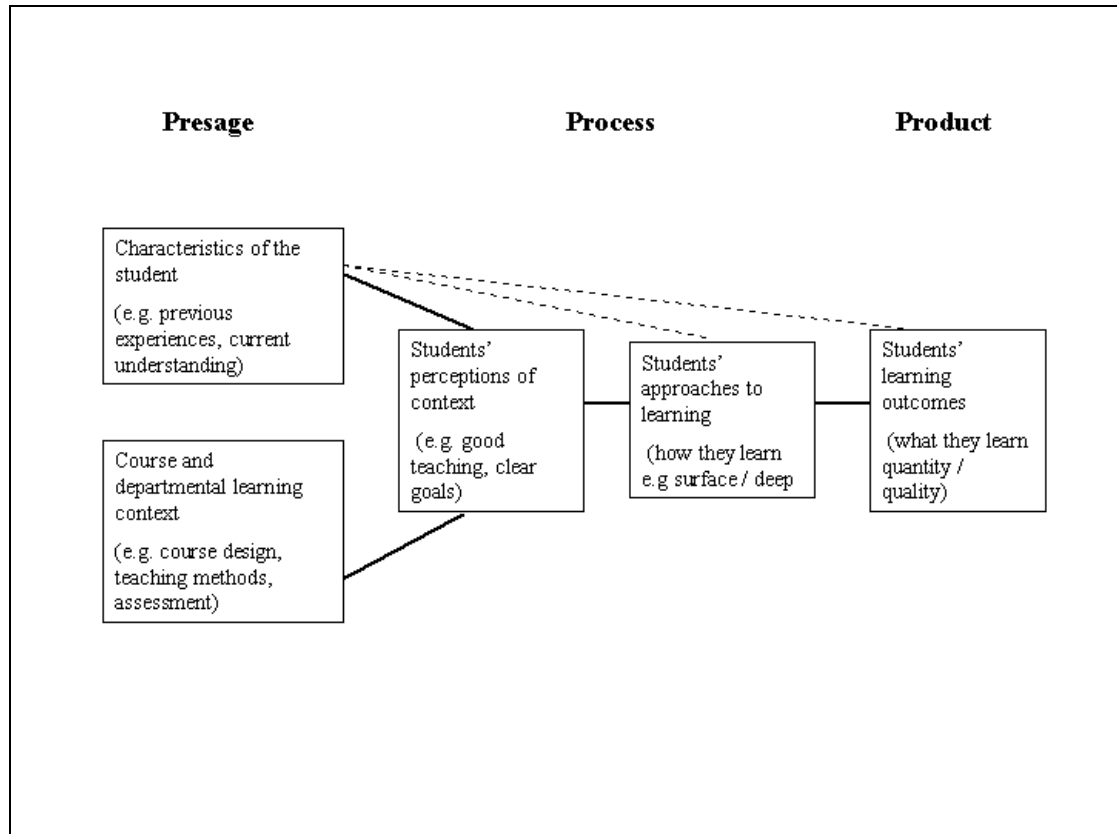 Presage
Process
Product
Characteristics of the
student
(e.g. previous
experiences, current
understanding)
Course and
departmental learning
context
(e.g. course design,
teaching methods,
assessment)
Students’
perceptions of
context
(e.g. good
teaching, clear
goals)
Students’
approaches to
learning
(how they learn
e.g surface / deep
Students’
learning
outcomes
(what they learn
quantity /
quality)